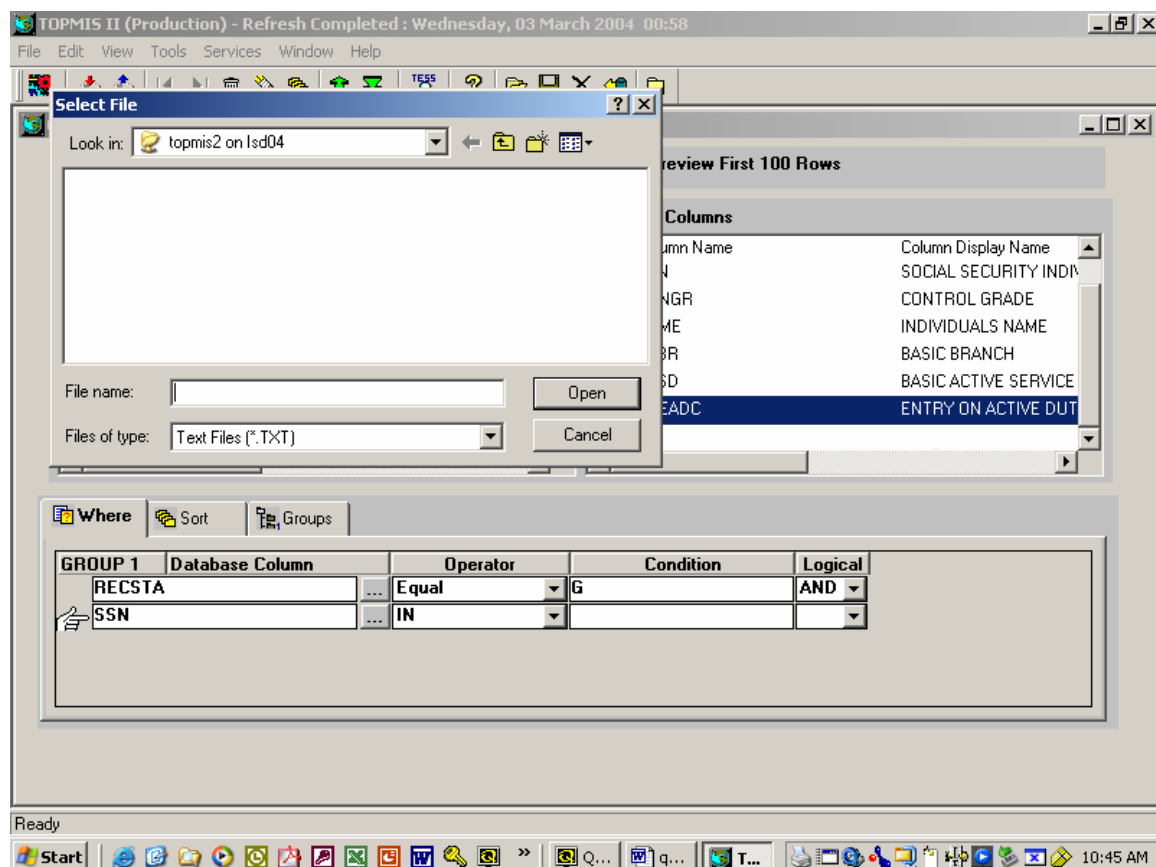 TOPMIS II (Production) - Refresh Completed : Wednesday, 03 March 2004 00:58
File Edit View Tools Services Window Help
TESS
Select File
Look in: topmis2 on lsd04
review First 100 Rows
Columns
umn Name Column Display Name
N SOCIAL SECURITY INDIV
NGR CONTROL GRADE
ME INDIVIDUALS NAME
BR BASIC BRANCH
SD BASIC ACTIVE SERVICE
EADC ENTRY ON ACTIVE DUT
File name: Open
Files of type: Text Files (*.TXT) Cancel
Where Sort Groups
GROUP 1 Database Column Operator Condition Logical
RECSTA ... Equal G AND
SSN ... IN
Ready
Start » Q... q... T... 10:45 AM